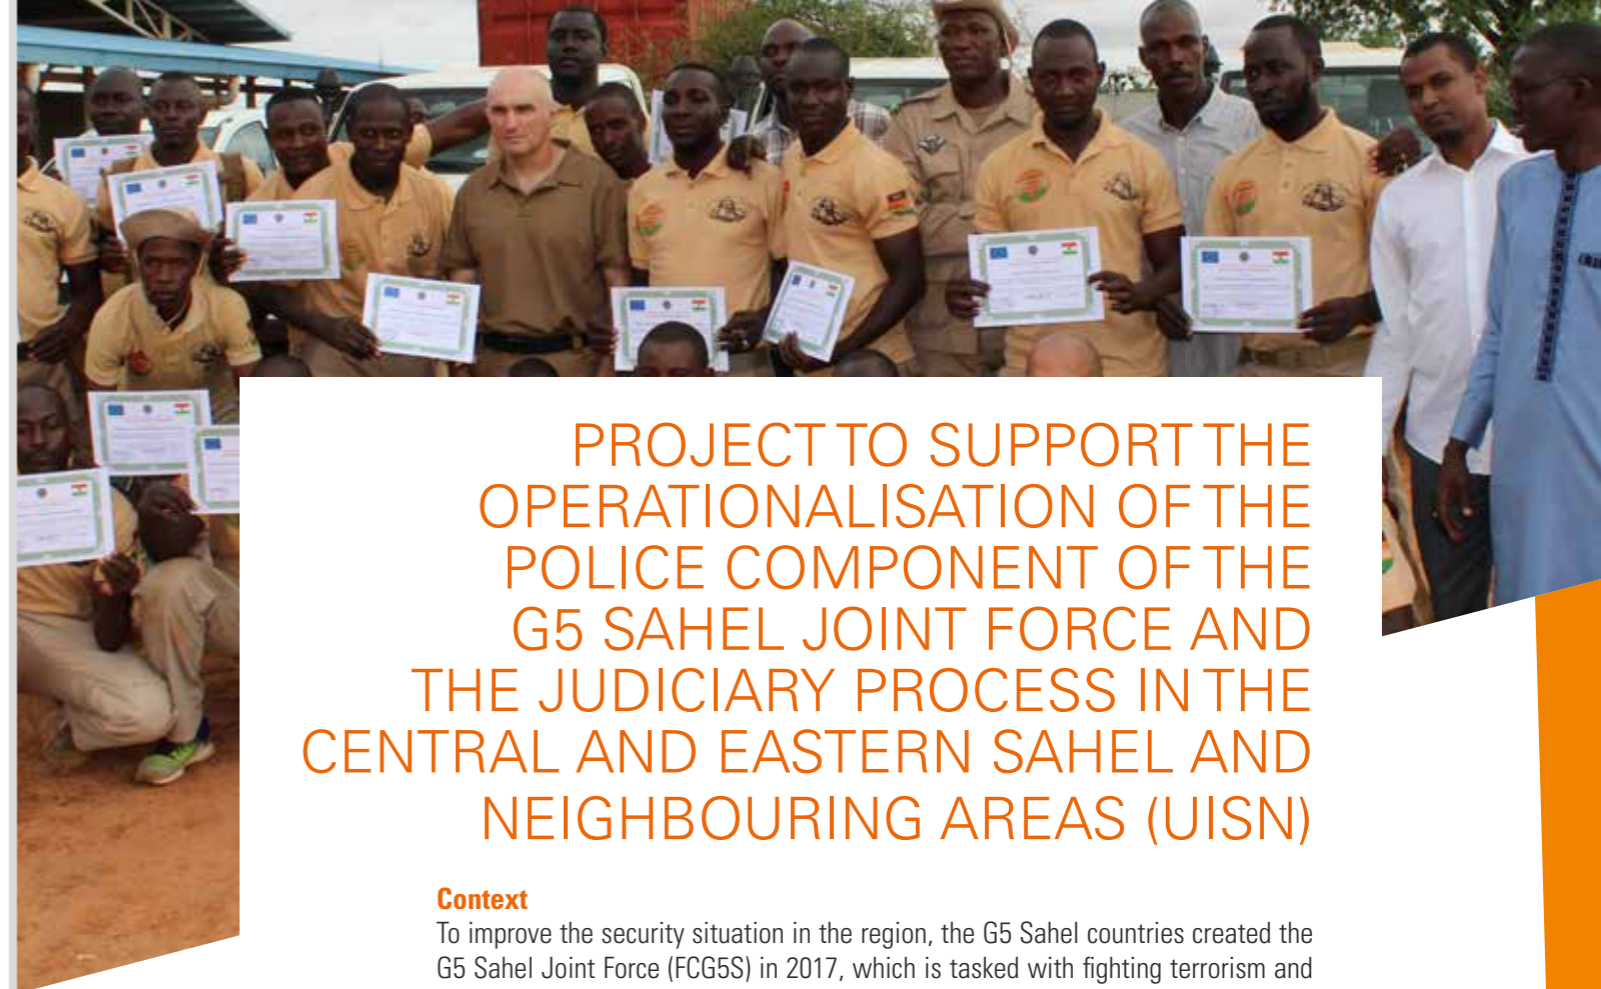 PROJECT TO SUPPORT THE
OPERATIONALISATION OF THE
POLICE COMPONENT OF THE
G5 SAHEL JOINT FORCE AND
THE JUDICIARY PROCESS IN THE
CENTRAL AND EASTERN SAHEL AND
NEIGHBOURING AREAS (UISN)
Context
To improve the security situation in the region, the G5 Sahel countries created the
G5 Sahel Joint Force (FCG5S) in 2017, which is tasked with fighting terrorism and